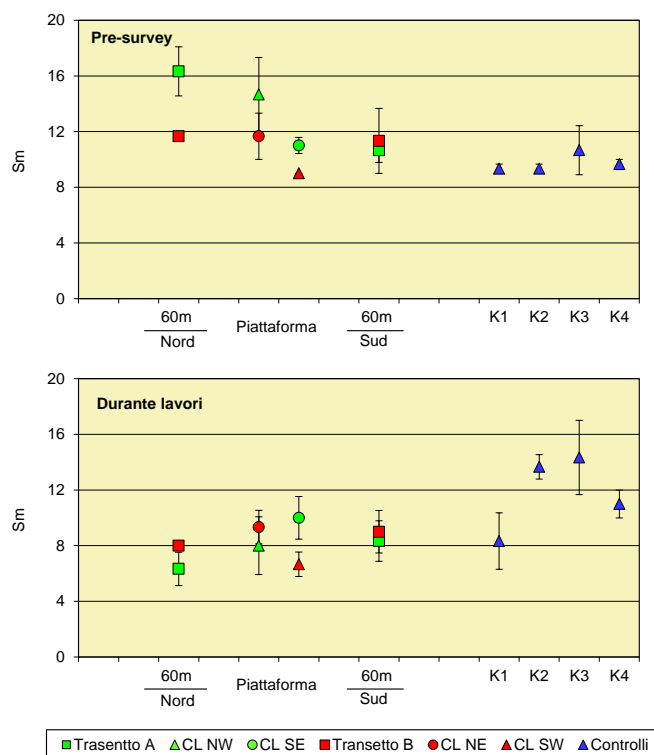 20
Pre-survey
16
12
Sm
8
4
0
60m Piattaforma 60m K1 K2 K3 K4
Nord Sud
20
Durante lavori
16
12
Sm
8
4
0
60m Piattaforma 60m K1 K2 K3 K4
Nord Sud
Trasentto A CL NW CL SE Transetto B CL NE CL SW Controlli